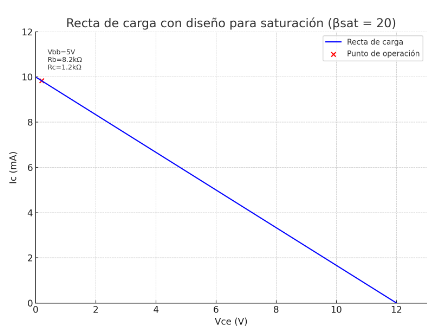 Recta de carga con diseño para saturación (βsat = 20)
12
Vbb=5V
Rb=8.2kΩ
Rc=1.2kΩ
Recta de carga
Punto de operación
10
8
6
4
2
0
Ic (mA)
0 2 4 6 8 10 12
Vce (V)